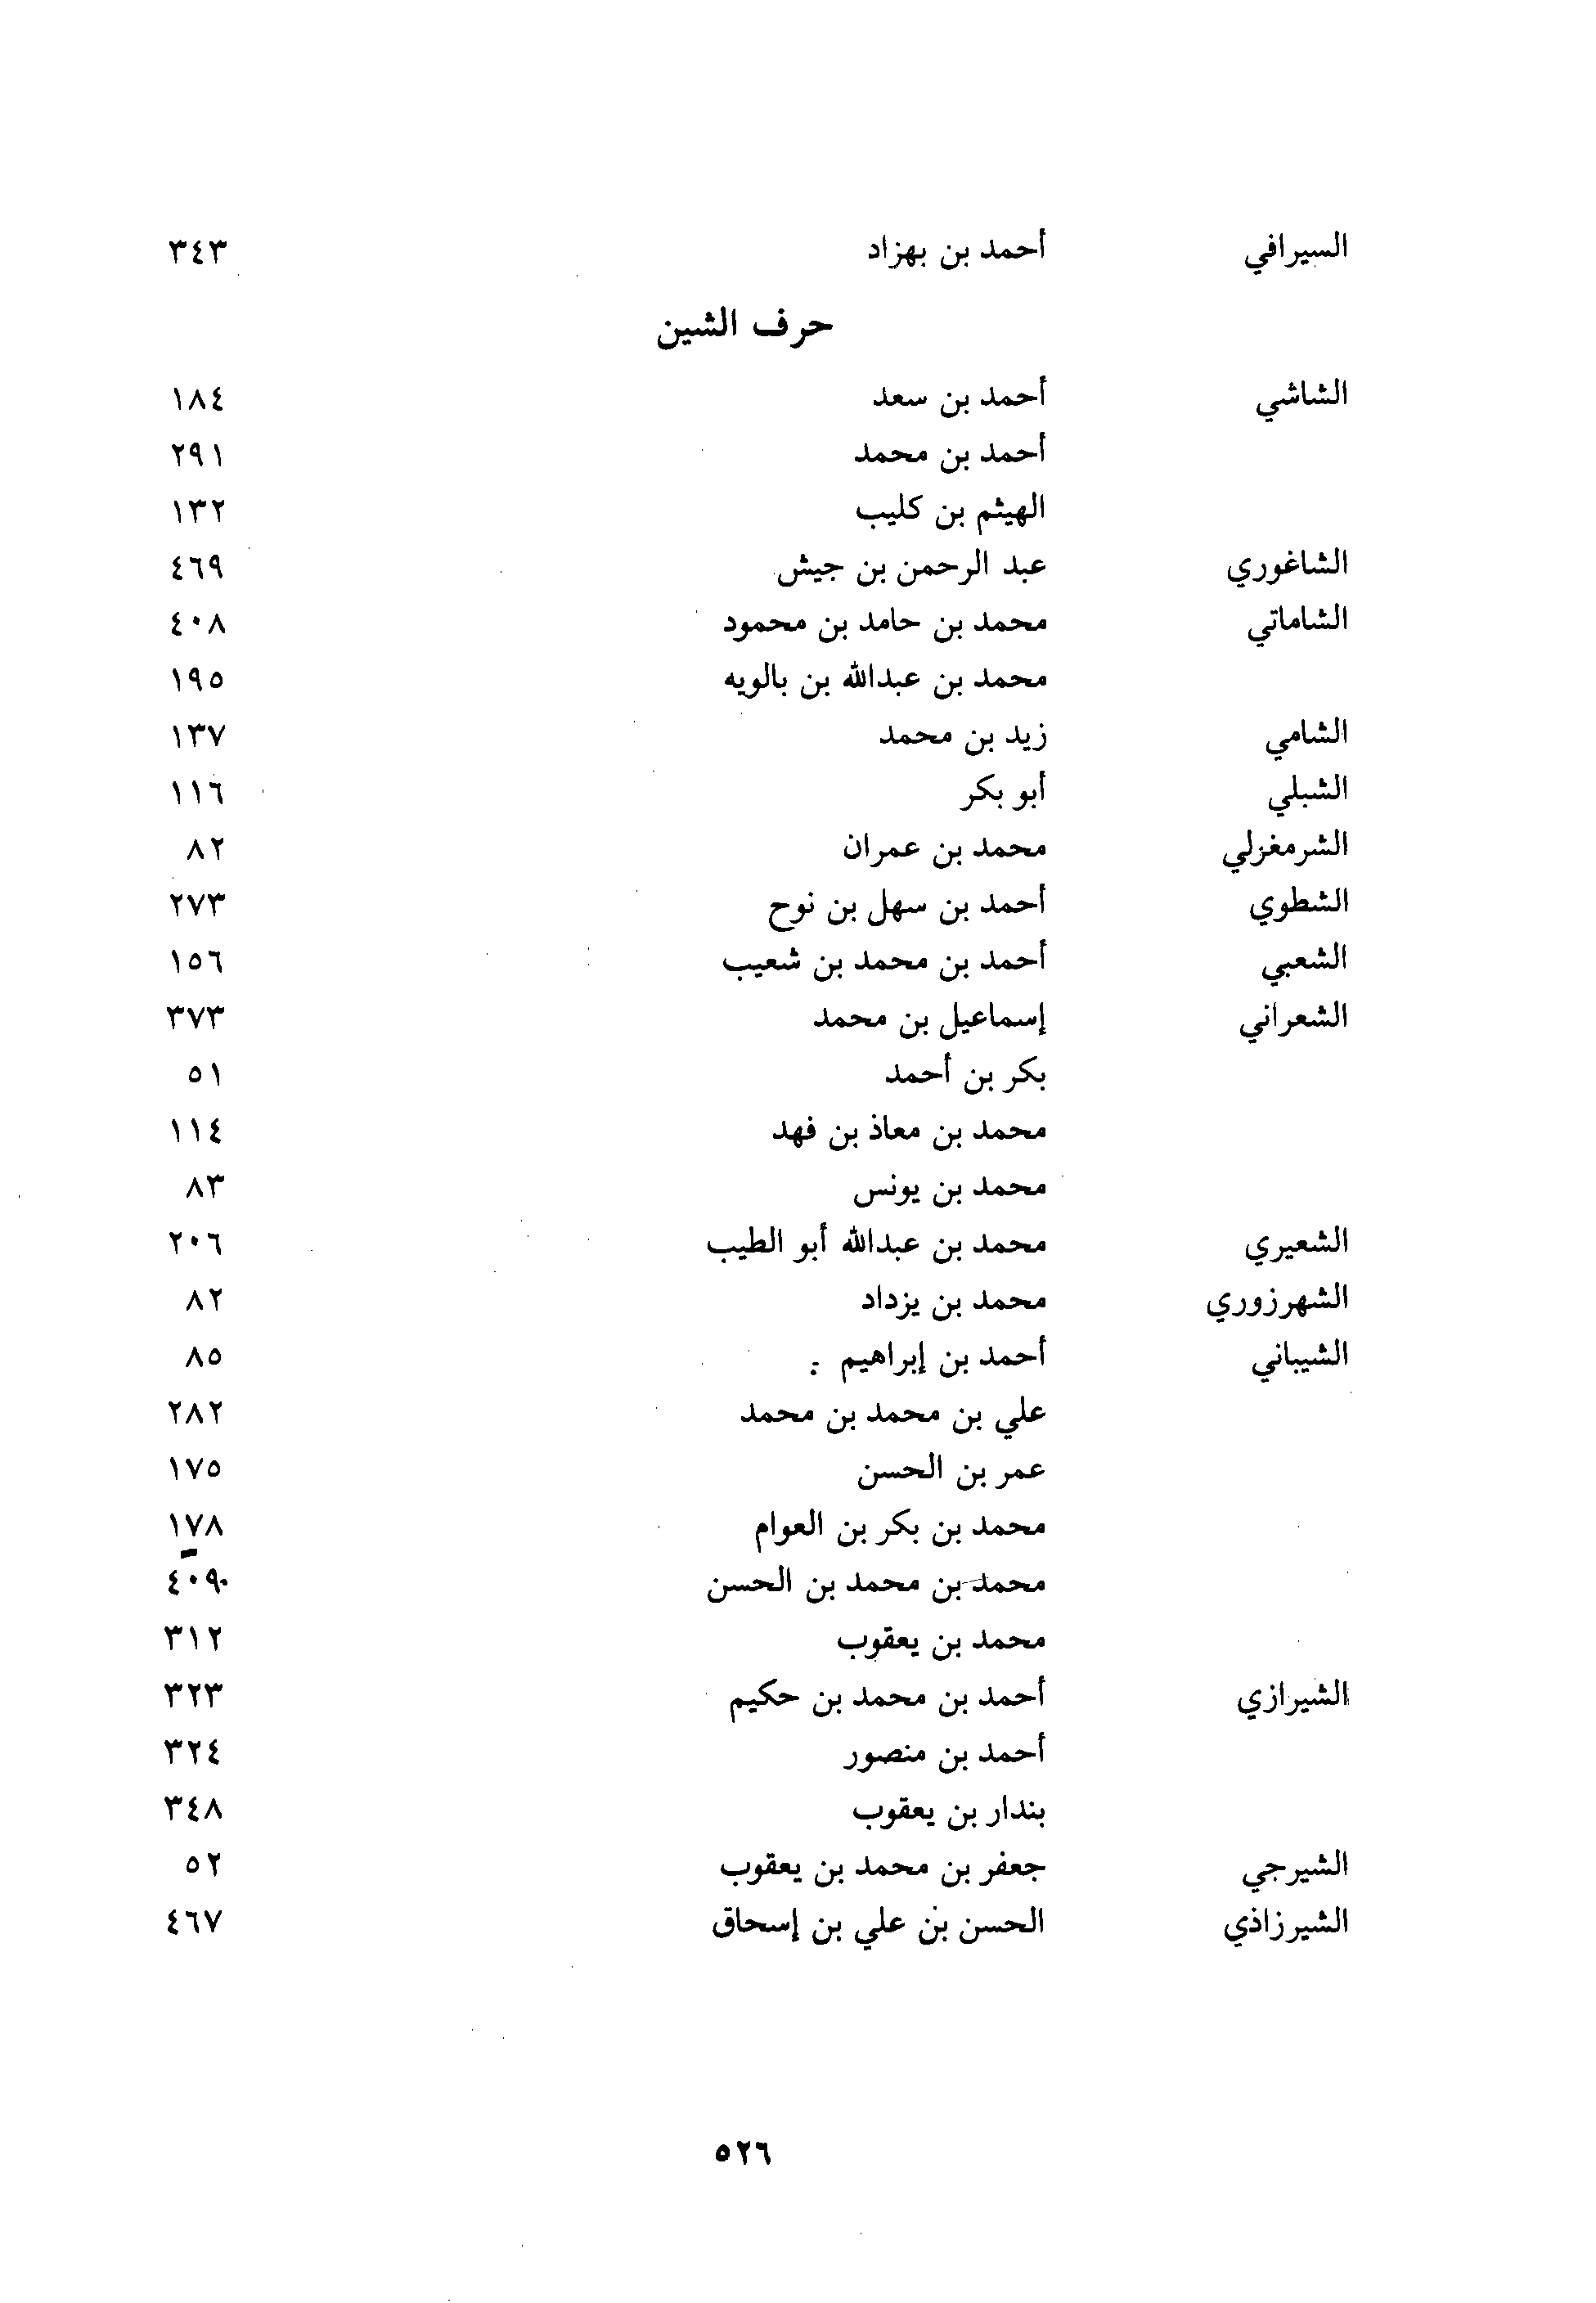 السيرافي أحمد بن بهزاد ٣٤٣
حرف الشين
الشاشي أحمد بن سعد ١٨٤
أحمد بن محمد ٢٩١
الهيثم بن كليب ١٣٢
الشاغوري عبد الرحمن بن جيش ٤٦٩
الشاماتي محمد بن حامد بن محمود ٤٠٨
محمد بن عبدالله بن بالويه ١٩٥
الشامي زيد بن محمد ١٣٧
الشبلي أبو بكر ١١٦
الشرمغزلي محمد بن عمران ٨٢
الشطوي أحمد بن سهل بن نوح ٢٧٣
الشعبي أحمد بن محمد بن شعيب ١٥٦
الشعراني إسماعيل بن محمد ٣٧٣
بكر بن أحمد ٥١
محمد بن معاذ بن فهد ١١٤
محمد بن يونس ٨٣
الشعيري محمد بن عبدالله أبو الطيب ٢٠٦
الشهرزوري محمد بن يزداد ٨٢
الشيباني أحمد بن إبراهيم ٨٥
علي بن محمد بن محمد ٢٨٢
عمر بن الحسن ١٧٥
محمد بن بكر بن العوام ١٧٨
محمد بن محمد بن الحسن ٤٠٩
محمد بن يعقوب ٣١٢
الشيرازي أحمد بن محمد بن حكيم ٣٢٣
أحمد بن منصور ٣٢٤
بندار بن يعقوب ٣٤٨
الشيرجي جعفر بن محمد بن يعقوب ٥٢
الشيرزاذي الحسن بن علي بن إسحاق ٤٦٧
٥٢٦